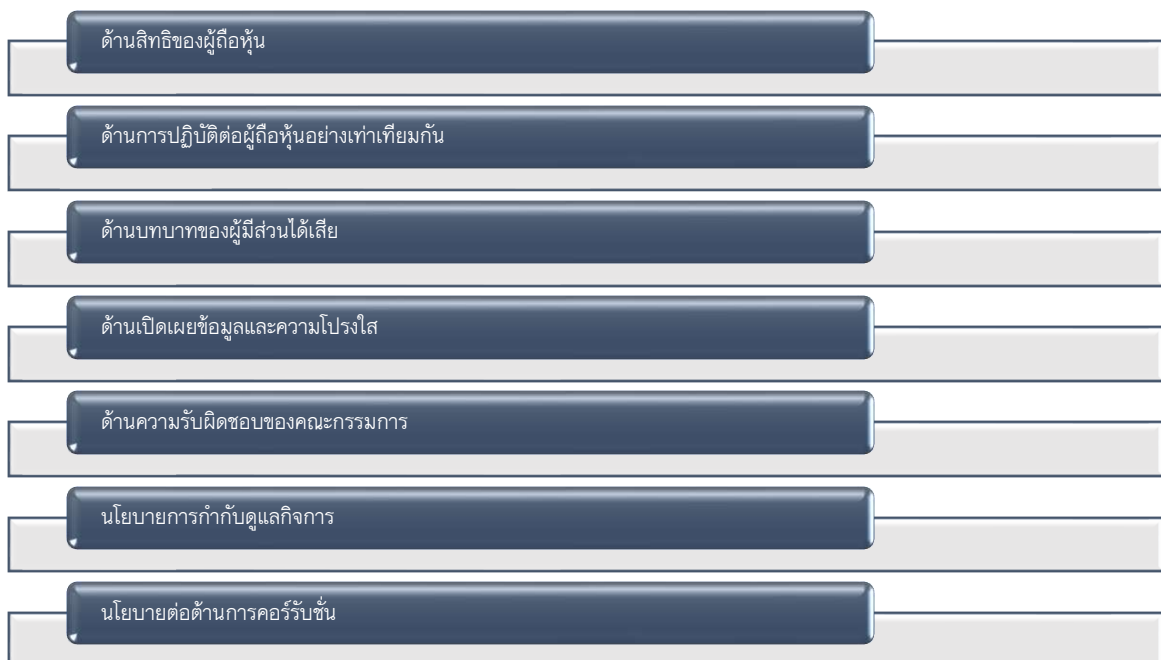 ด้านสิทธิของผู้ถือหุ้น
ด้านการปฏิบัติต่อผู้ถือหุ้นอย่างเท่าเทียมกัน
ด้านบทบาทของผู้มีส่วนได้เสีย
ด้านเปิดเผยข้อมูลและความโปรงใส
ด้านความรับผิดชอบของคณะกรรมการ
นโยบายการกำกับดูแลกิจการ
นโยบายต่อต้านการคอร์รัปชั่น